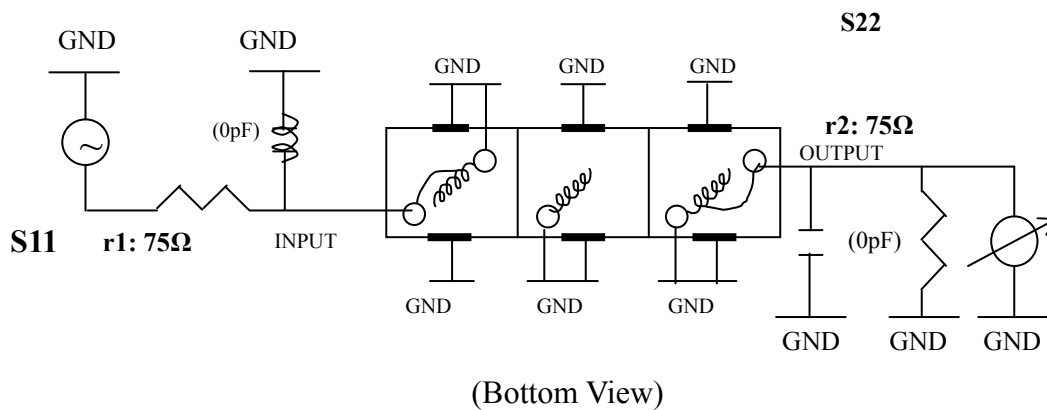 S22
GND
GND
GND
GND
GND
(0pF)
r2: 75Ω
OUTPUT
S11
r1: 75Ω
INPUT
(0pF)
GND
GND
GND
GND
GND
GND
(Bottom View)